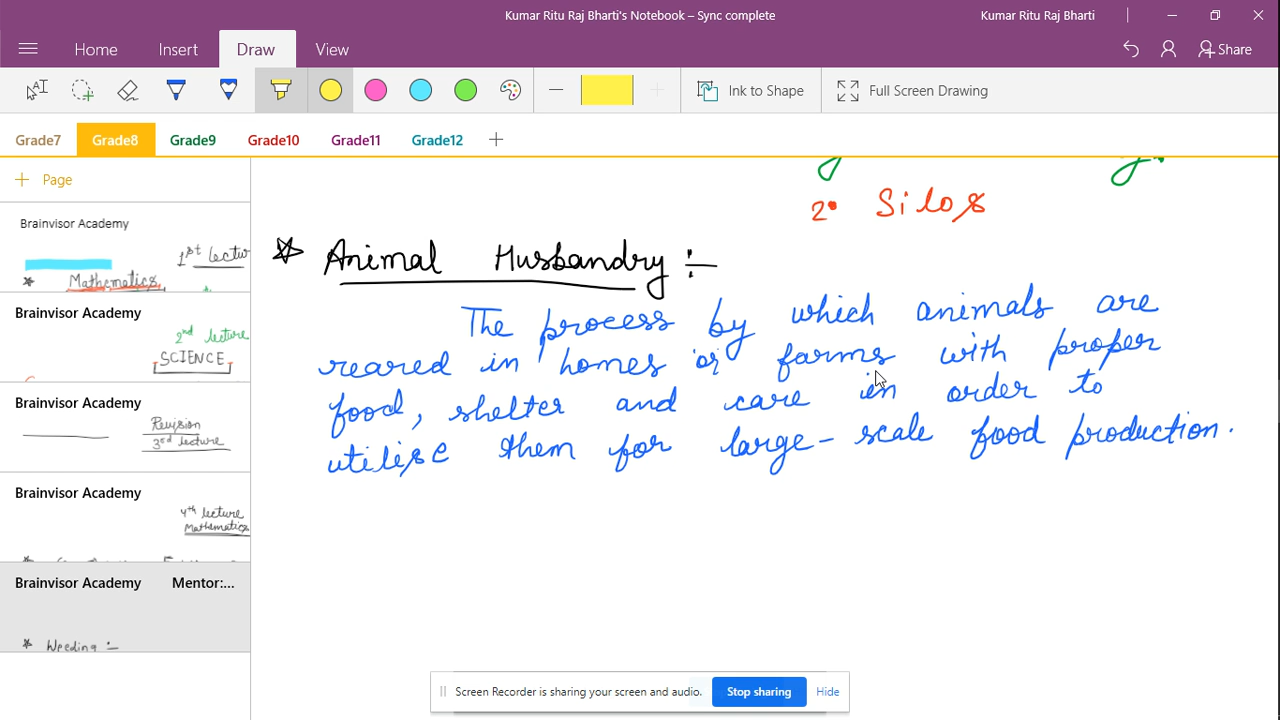 Kumar Ritu Raj Bharti's Notebook – Sync complete
Kumar Ritu Raj Bharti
Home Insert Draw View
Share
Ink to Shape Full Screen Drawing
Grade7 Grade8 Grade9 Grade10 Grade11 Grade12
Page
Brainvisor Academy
1st lectur
* Mathematics
Brainvisor Academy
2nd lecture
SCIENCE
Brainvisor Academy
Revision
3rd lecture
Brainvisor Academy
4th lecture
Mathematics
Brainvisor Academy Mentor:...
* Weeding :-
2• Silos
* Animal Husbandry :-
The process by which animals are
reared in homes or farms with proper
food, shelter and care in order to
utilise them for large-scale food production.
Screen Recorder is sharing your screen and audio. Stop sharing Hide